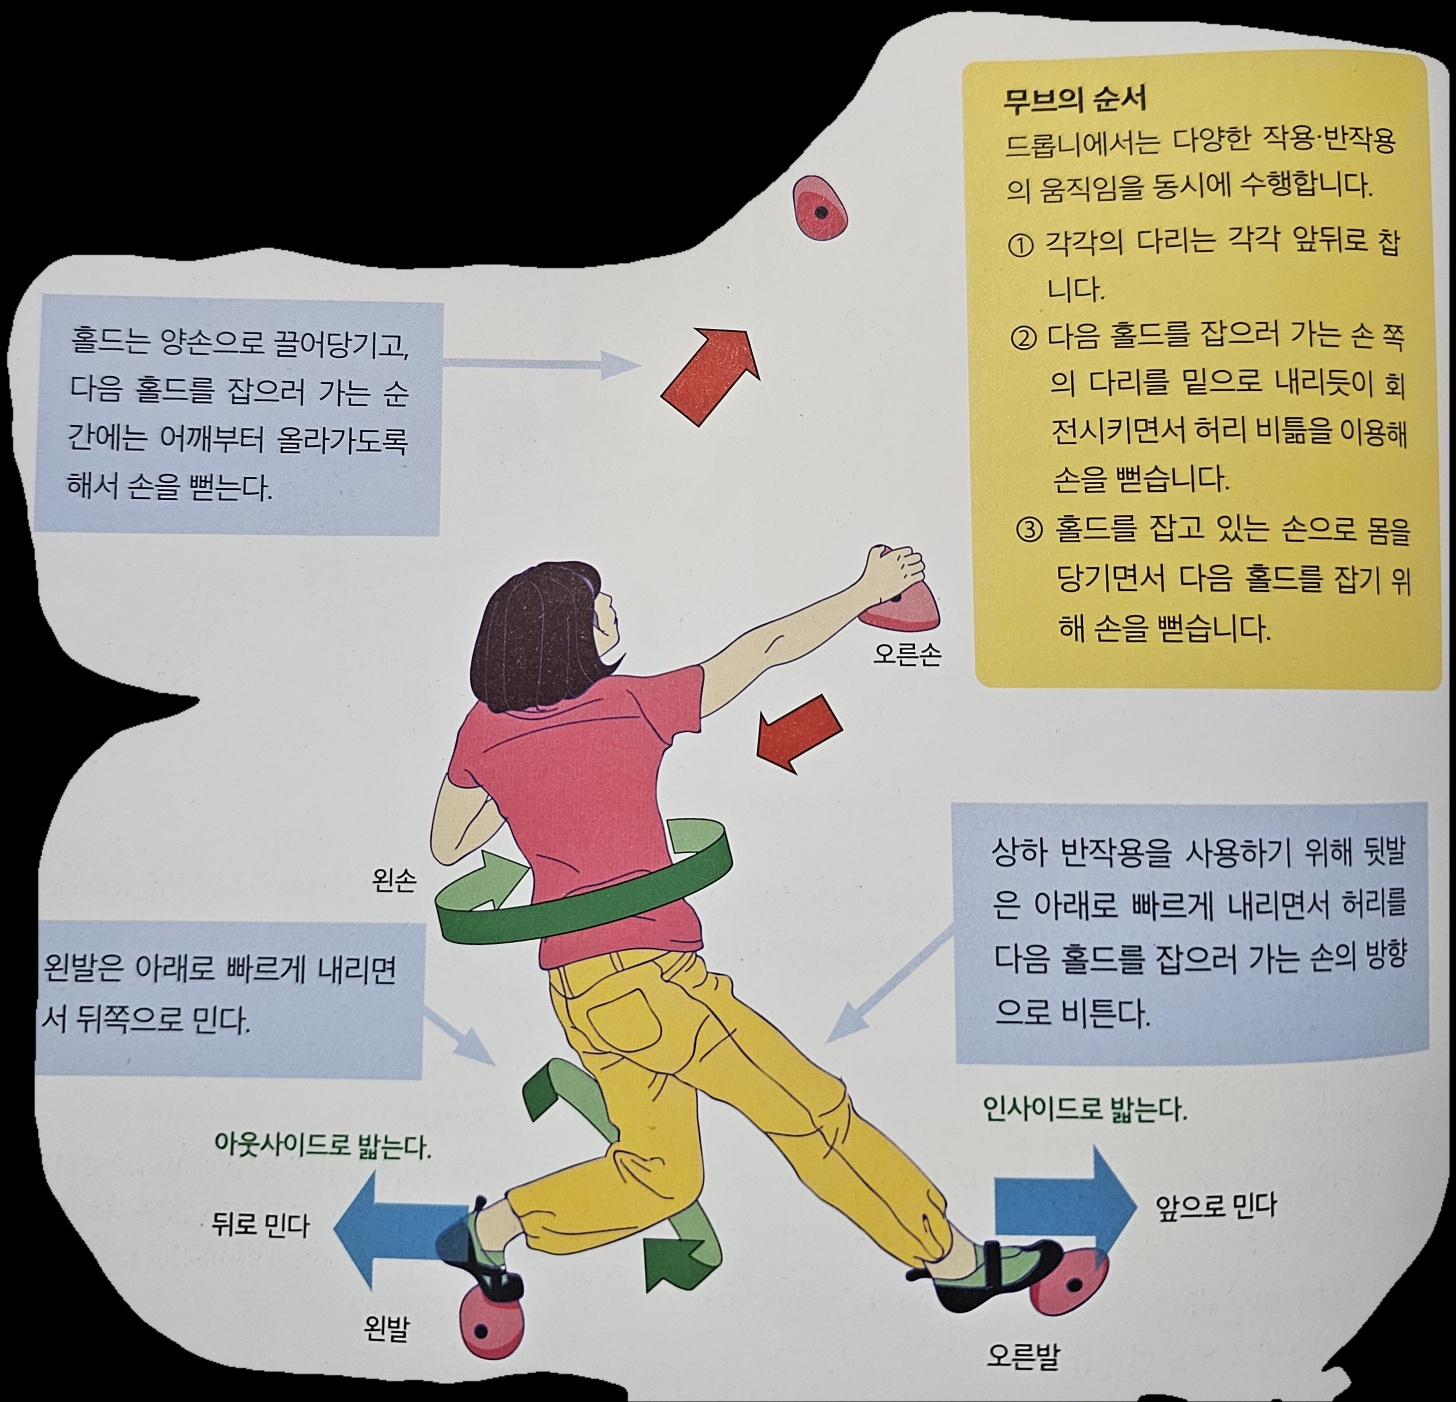 무브의 순서
드롭니에서는 다양한 작용·반작용
의 움직임을 동시에 수행합니다.
① 각각의 다리는 각각 앞뒤로 찹
니다.
② 다음 홀드를 잡으러 가는 손 쪽
의 다리를 밑으로 내리듯이 회
전시키면서 허리 비틂을 이용해
손을 뻗습니다.
③ 홀드를 잡고 있는 손으로 몸을
당기면서 다음 홀드를 잡기 위
해 손을 뻗습니다.
홀드는 양손으로 끌어당기고,
다음 홀드를 잡으러 가는 순
간에는 어깨부터 올라가도록
해서 손을 뻗는다.
오른손
왼손
상하 반작용을 사용하기 위해 뒷발
은 아래로 빠르게 내리면서 허리를
다음 홀드를 잡으러 가는 손의 방향
으로 비튼다.
왼발은 아래로 빠르게 내리면
서 뒤쪽으로 민다.
아웃사이드로 밟는다.
인사이드로 밟는다.
뒤로 민다
앞으로 민다
왼발
오른발